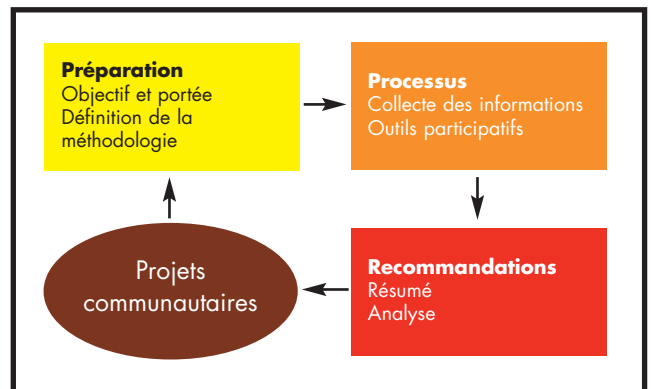 Préparation
Objectif et portée
Définition de la
méthodologie
Processus
Collecte des informations
Outils participatifs
Recommandations
Résumé
Analyse
Projets
communautaires